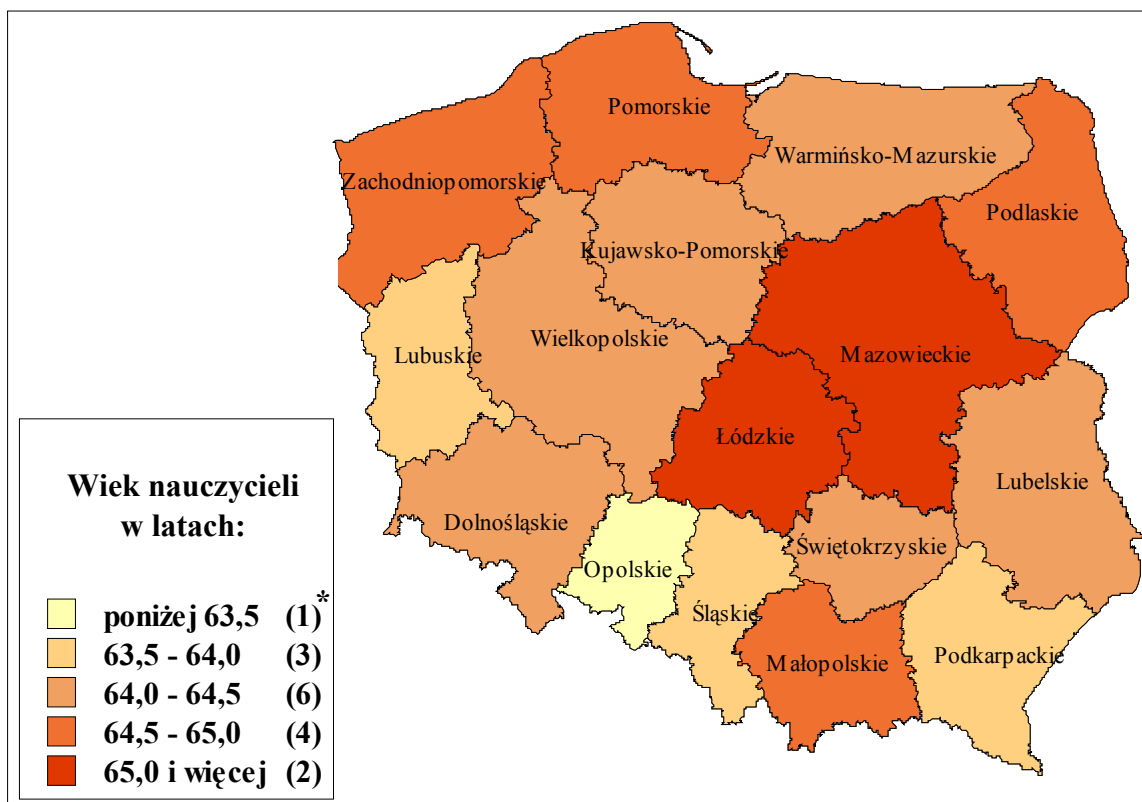 Pomorskie
Warmińsko-Mazurskie
Zachodniopomorskie
Podlaskie
Kujawsko-Pomorskie
Wielkopolskie
Lubuskie
Mazowieckie
Łódzkie
Lubelskie
Dolnośląskie
Świętokrzyskie
Opolskie
Śląskie
Małopolskie
Podkarpackie
Wiek nauczycieli
w latach:
poniżej 63,5 (1)*
63,5 - 64,0 (3)
64,0 - 64,5 (6)
64,5 - 65,0 (4)
65,0 i więcej (2)